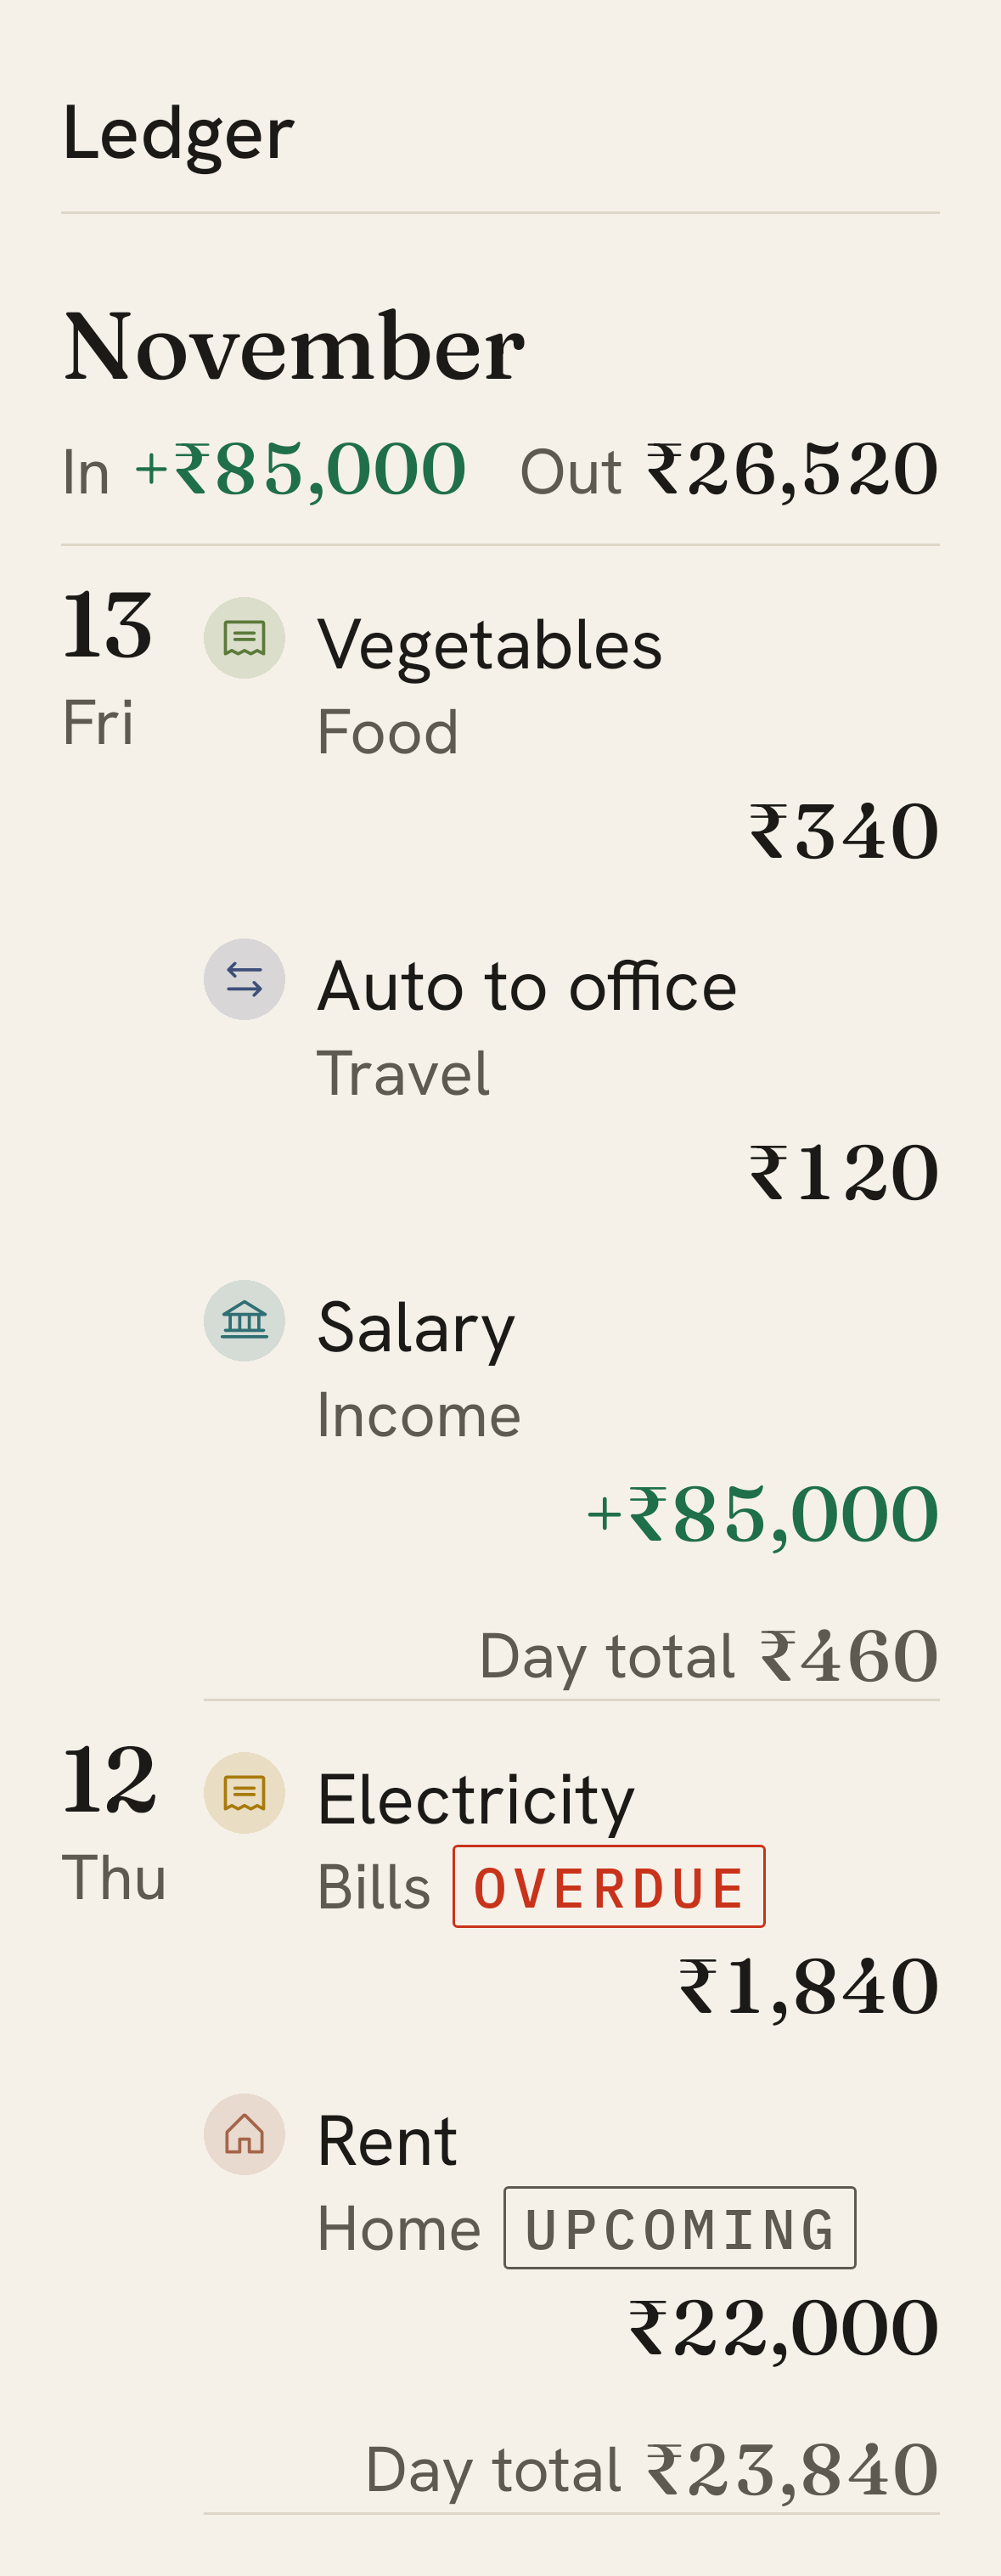 Ledger
November
In +₹85,000 Out ₹26,520
13
Fri
Vegetables
Food
₹340
Auto to office
Travel
₹120
Salary
Income
+₹85,000
Day total ₹460
12
Thu
Electricity
Bills OVERDUE
₹1,840
Rent
Home UPCOMING
₹22,000
Day total ₹23,840